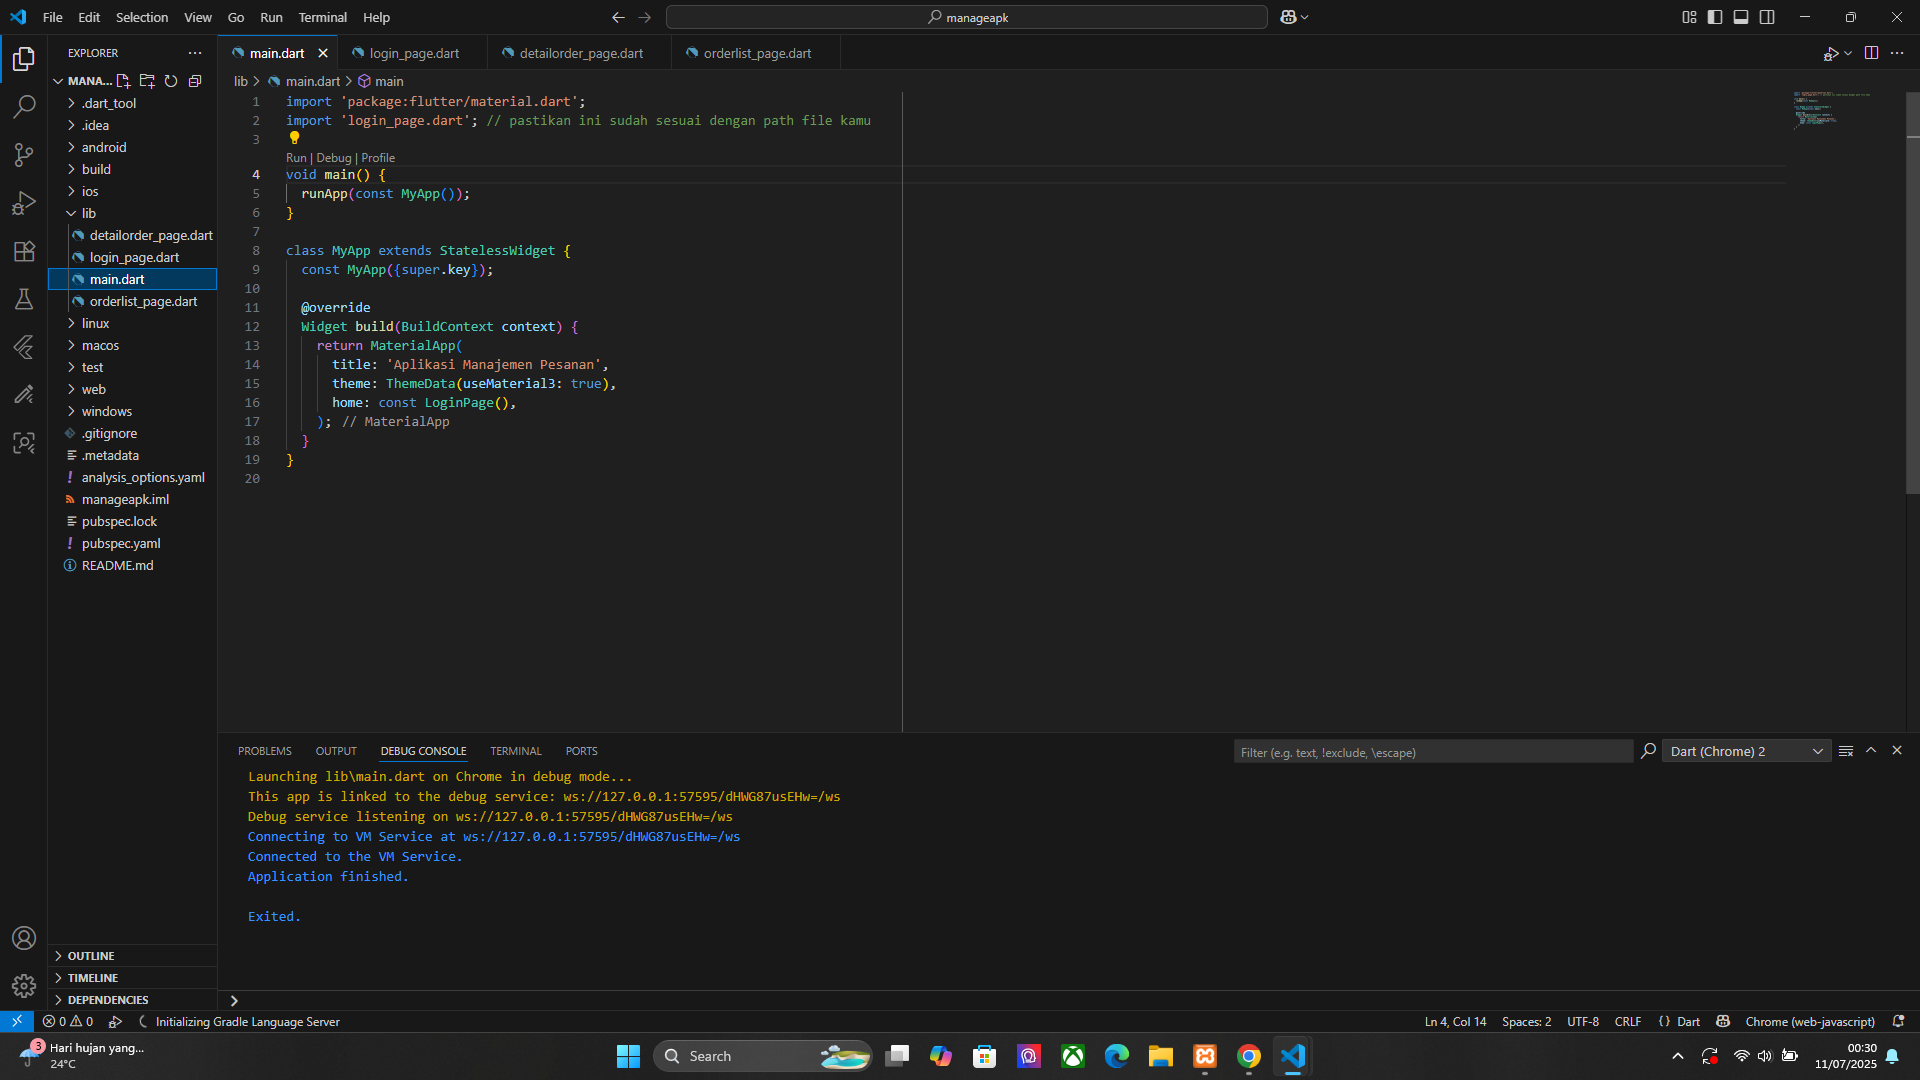 File Edit Selection View Go Run Terminal Help
manageapk
EXPLORER
MANA...
.dart_tool
.idea
android
build
ios
lib
detailorder_page.dart
login_page.dart
main.dart
orderlist_page.dart
linux
macos
test
web
windows
.gitignore
.metadata
analysis_options.yaml
manageapk.iml
pubspec.lock
pubspec.yaml
README.md
OUTLINE
TIMELINE
DEPENDENCIES
main.dart login_page.dart detailorder_page.dart orderlist_page.dart
lib > main.dart > main
1 import 'package:flutter/material.dart';
2 import 'login_page.dart'; // pastikan ini sudah sesuai dengan path file kamu
3
Run | Debug | Profile
4 void main() {
5 runApp(const MyApp());
6 }
7
8 class MyApp extends StatelessWidget {
9 const MyApp({super.key});
10
11 @override
12 Widget build(BuildContext context) {
13 return MaterialApp(
14 title: 'Aplikasi Manajemen Pesanan',
15 theme: ThemeData(useMaterial3: true),
16 home: const LoginPage(),
17 ); // MaterialApp
18 }
19 }
20
PROBLEMS OUTPUT DEBUG CONSOLE TERMINAL PORTS
Filter (e.g. text, !exclude, \escape)
Dart (Chrome) 2
Launching lib\main.dart on Chrome in debug mode...
This app is linked to the debug service: ws://127.0.0.1:57595/dHWG87usEHw=/ws
Debug service listening on ws://127.0.0.1:57595/dHWG87usEHw=/ws
Connecting to VM Service at ws://127.0.0.1:57595/dHWG87usEHw=/ws
Connected to the VM Service.
Application finished.
Exited.
0 0 Initializing Gradle Language Server
Ln 4, Col 14 Spaces: 2 UTF-8 CRLF {} Dart Chrome (web-javascript)
3
Hari hujan yang...
24°C
Search
00:30
11/07/2025